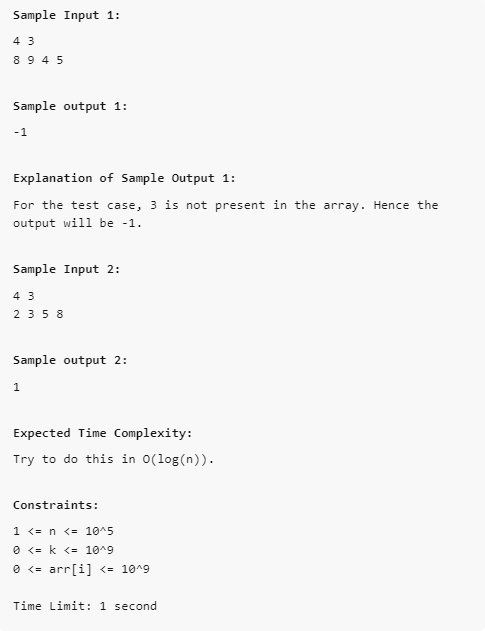 Sample Input 1:
4 3
8 9 4 5
Sample output 1:
-1
Explanation of Sample Output 1:
For the test case, 3 is not present in the array. Hence the
output will be -1.
Sample Input 2:
4 3
2 3 5 8
Sample output 2:
1
Expected Time Complexity:
Try to do this in O(log(n)).
Constraints:
1 <= n <= 10^5
0 <= k <= 10^9
0 <= arr[i] <= 10^9
Time Limit: 1 second